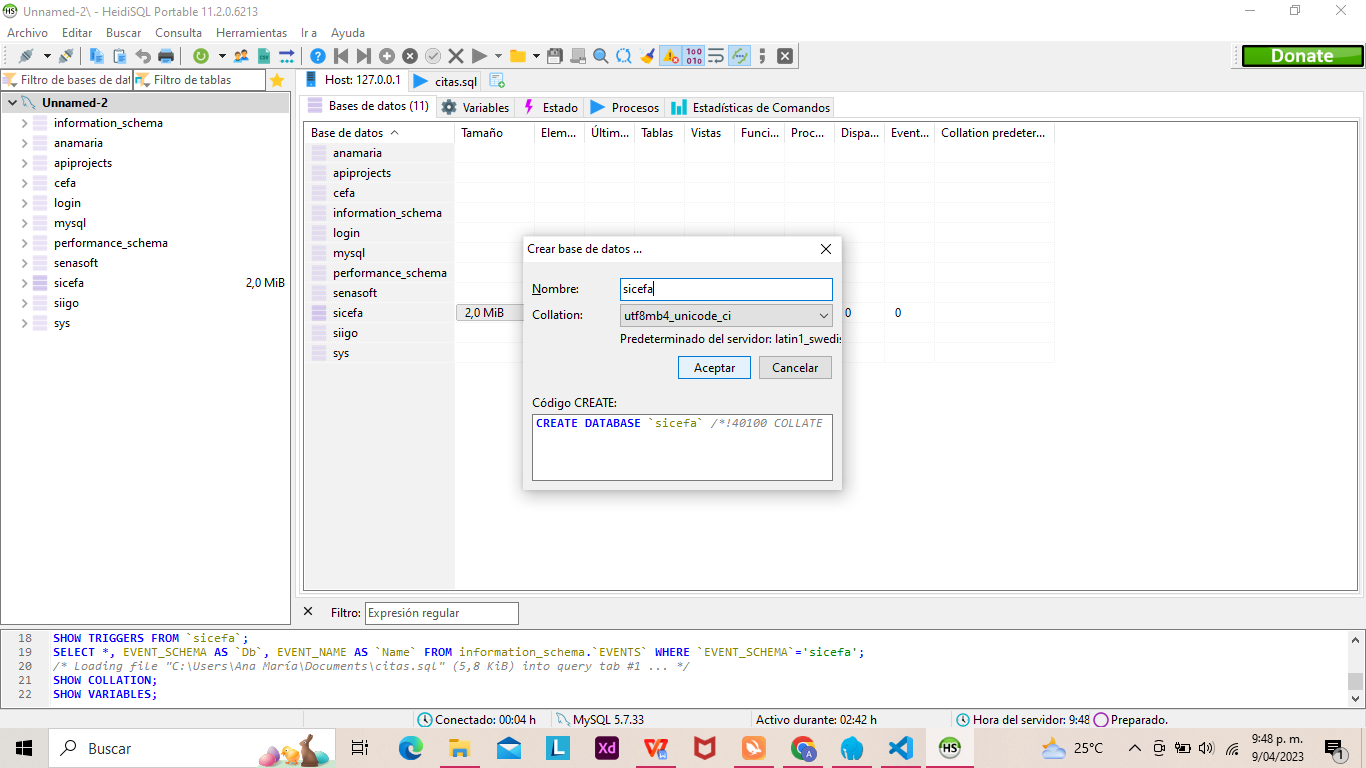 Unnamed-2\ - HeidiSQL Portable 11.2.0.6213
Archivo Editar Buscar Consulta Herramientas Ir a Ayuda
Donate
Filtro de bases de dat Filtro de tablas
Host: 127.0.0.1 citas.sql
Unnamed-2
information_schema
anamaria
apiprojects
cefa
login
mysql
performance_schema
senasoft
sicefa 2,0 MiB
siigo
sys
Bases de datos (11) Variables Estado Procesos Estadísticas de Comandos
Base de datos Tamaño Elem... Últim... Tablas Vistas Funci... Proc... Dispa... Event... Collation predeter...
anamaria
apiprojects
cefa
information_schema
login
mysql
performance_schema
senasoft
sicefa 2,0 MiB 0 0
siigo
sys
Crear base de datos ...
Nombre: sicefa
Collation: utf8mb4_unicode_ci
Predeterminado del servidor: latin1_swedis
Aceptar Cancelar
Código CREATE:
CREATE DATABASE `sicefa` /*!40100 COLLATE
Filtro: Expresión regular
18 SHOW TRIGGERS FROM `sicefa`;
19 SELECT *, EVENT_SCHEMA AS `Db`, EVENT_NAME AS `Name` FROM information_schema.`EVENTS` WHERE `EVENT_SCHEMA`='sicefa';
20 /* Loading file "C:\Users\Ana María\Documents\citas.sql" (5,8 KiB) into query tab #1 ... */
21 SHOW COLLATION;
22 SHOW VARIABLES;
Conectado: 00:04 h MySQL 5.7.33 Activo durante: 02:42 h Hora del servidor: 9:48 Preparado.
Buscar
25°C
9:48 p. m.
9/04/2023
1